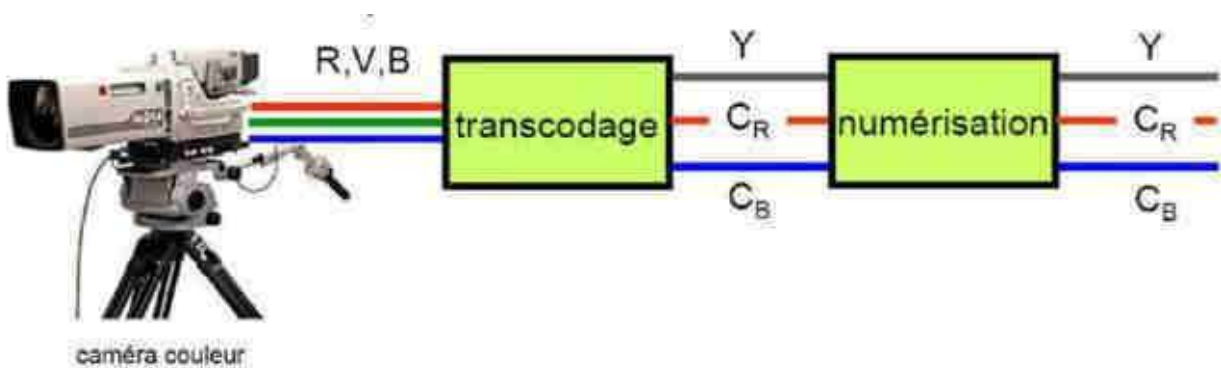 R,V,B
transcodage
Y
C_R
C_B
numérisation
Y
C_R
C_B
caméra couleur